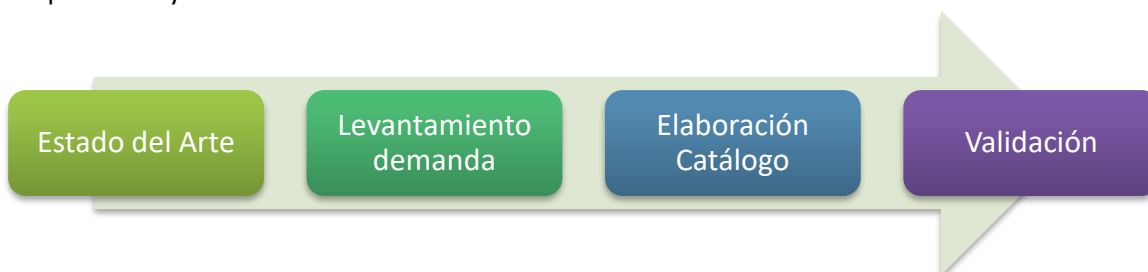 Estado del Arte
Levantamiento
demanda
Elaboración
Catálogo
Validación